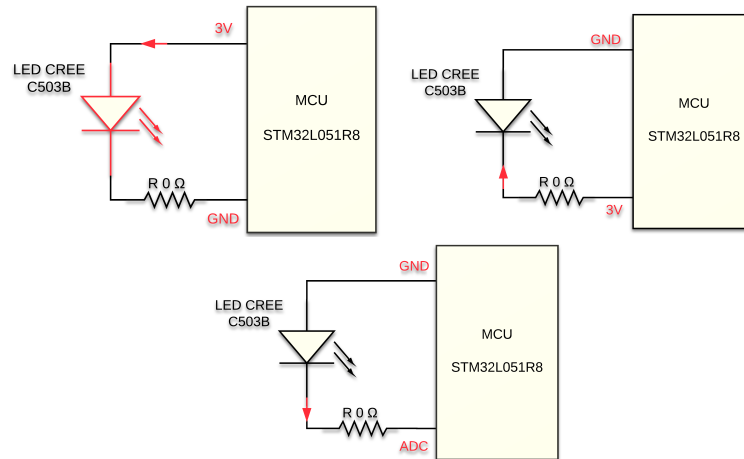 3V
LED CREE
C503B
MCU
STM32L051R8
R 0 Ω
GND
GND
LED CREE
C503B
MCU
STM32L051R8
R 0 Ω
3V
GND
LED CREE
C503B
MCU
STM32L051R8
R 0 Ω
ADC